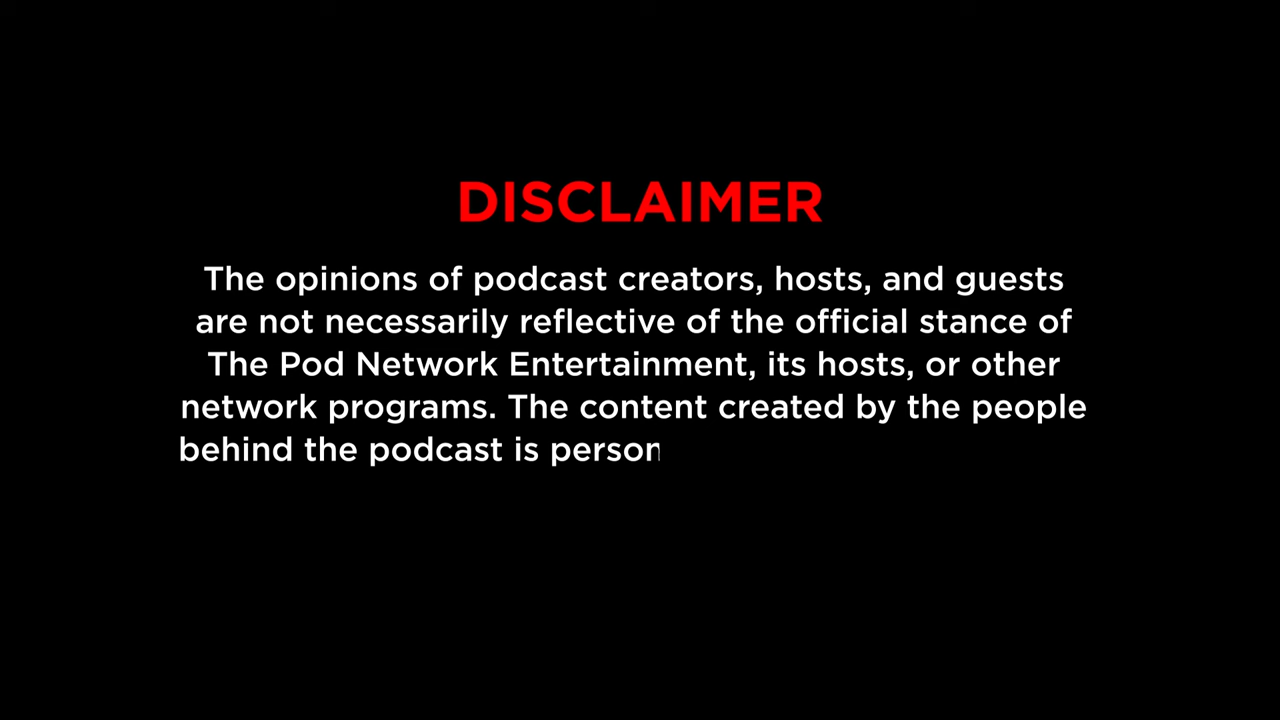 DISCLAIMER
The opinions of podcast creators, hosts, and guests
are not necessarily reflective of the official stance of
The Pod Network Entertainment, its hosts, or other
network programs. The content created by the people
behind the podcast is person